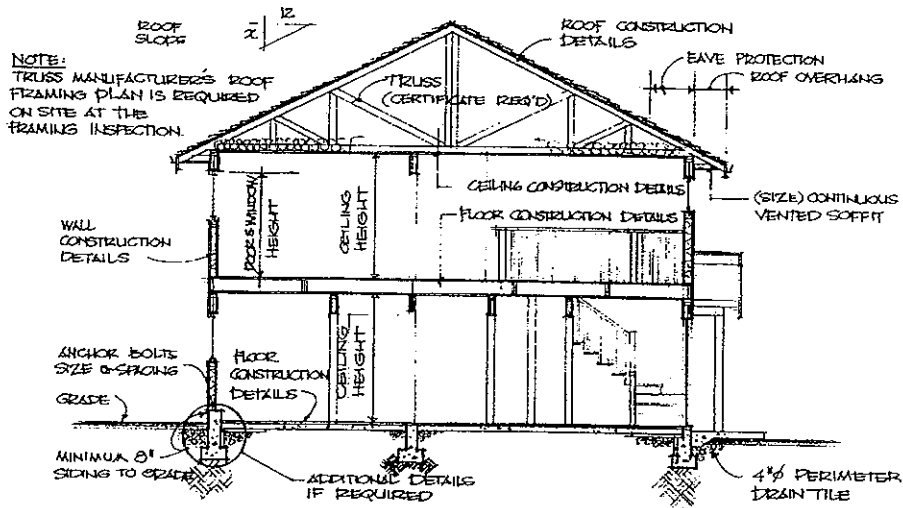 ROOF
SLOPE
12
x
NOTE:
TRUSS MANUFACTURER'S ROOF
FRAMING PLAN IS REQUIRED
ON SITE AT THE
FRAMING INSPECTION.
ROOF CONSTRUCTION
DETAILS
EAVE PROTECTION
ROOF OVERHANG
TRUSS
(CERTIFICATE REQ'D)
CEILING CONSTRUCTION DETAILS
FLOOR CONSTRUCTION DETAILS
(SIZE) CONTINUOUS
VENTED SOFFIT
WALL
CONSTRUCTION
DETAILS
DOOR & WINDOW
HEIGHT
CEILING
HEIGHT
CEILING
HEIGHT
ANCHOR BOLTS
SIZE & SPACING
FLOOR
CONSTRUCTION
DETAILS
GRADE
MINIMUM 8"
SIDING TO GRADE
ADDITIONAL DETAILS
IF REQUIRED
4"ø PERIMETER
DRAIN TILE